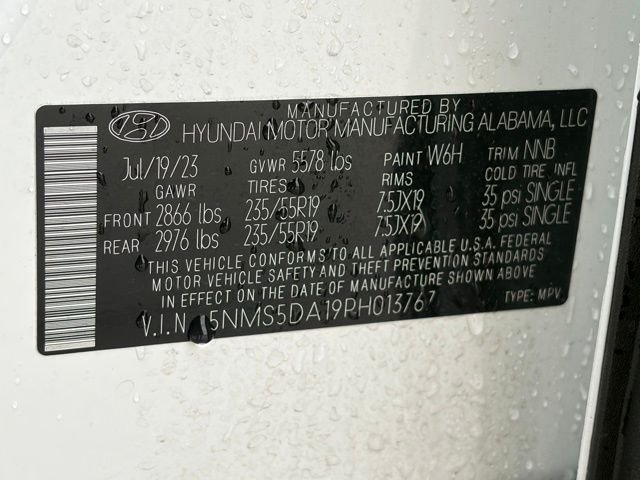 MANUFACTURED BY
HYUNDAI MOTOR MANUFACTURING ALABAMA, LLC
Jul/19/23 GVWR 5578 lbs PAINT W6H TRIM NNB
GAWR TIRES RIMS COLD TIRE INFL
FRONT 2866 lbs 235/55R19 7.5JX19 35 psi SINGLE
REAR 2976 lbs 235/55R19 7.5JX19 35 psi SINGLE
THIS VEHICLE CONFORMS TO ALL APPLICABLE U.S.A. FEDERAL
MOTOR VEHICLE SAFETY AND THEFT PREVENTION STANDARDS
IN EFFECT ON THE DATE OF MANUFACTURE SHOWN ABOVE
V.I.N. 5NMS5DA19PH013767 TYPE: MPV